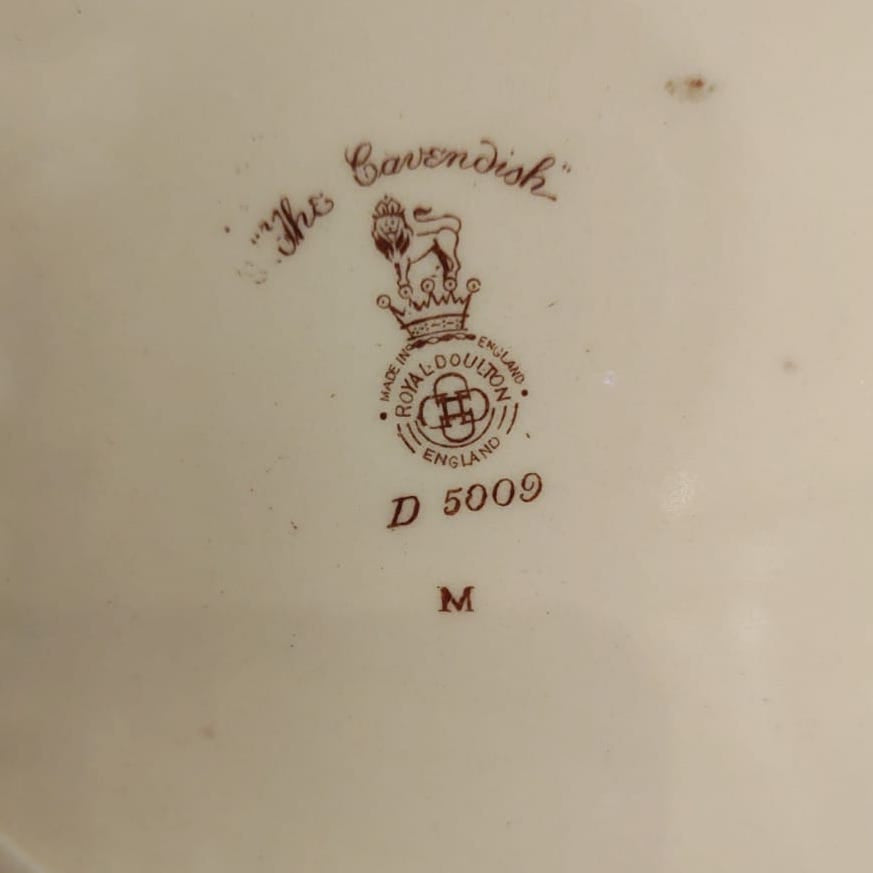 "The Cavendish"
MADE IN ENGLAND
ROYAL DOULTON
ENGLAND
D 5009
M